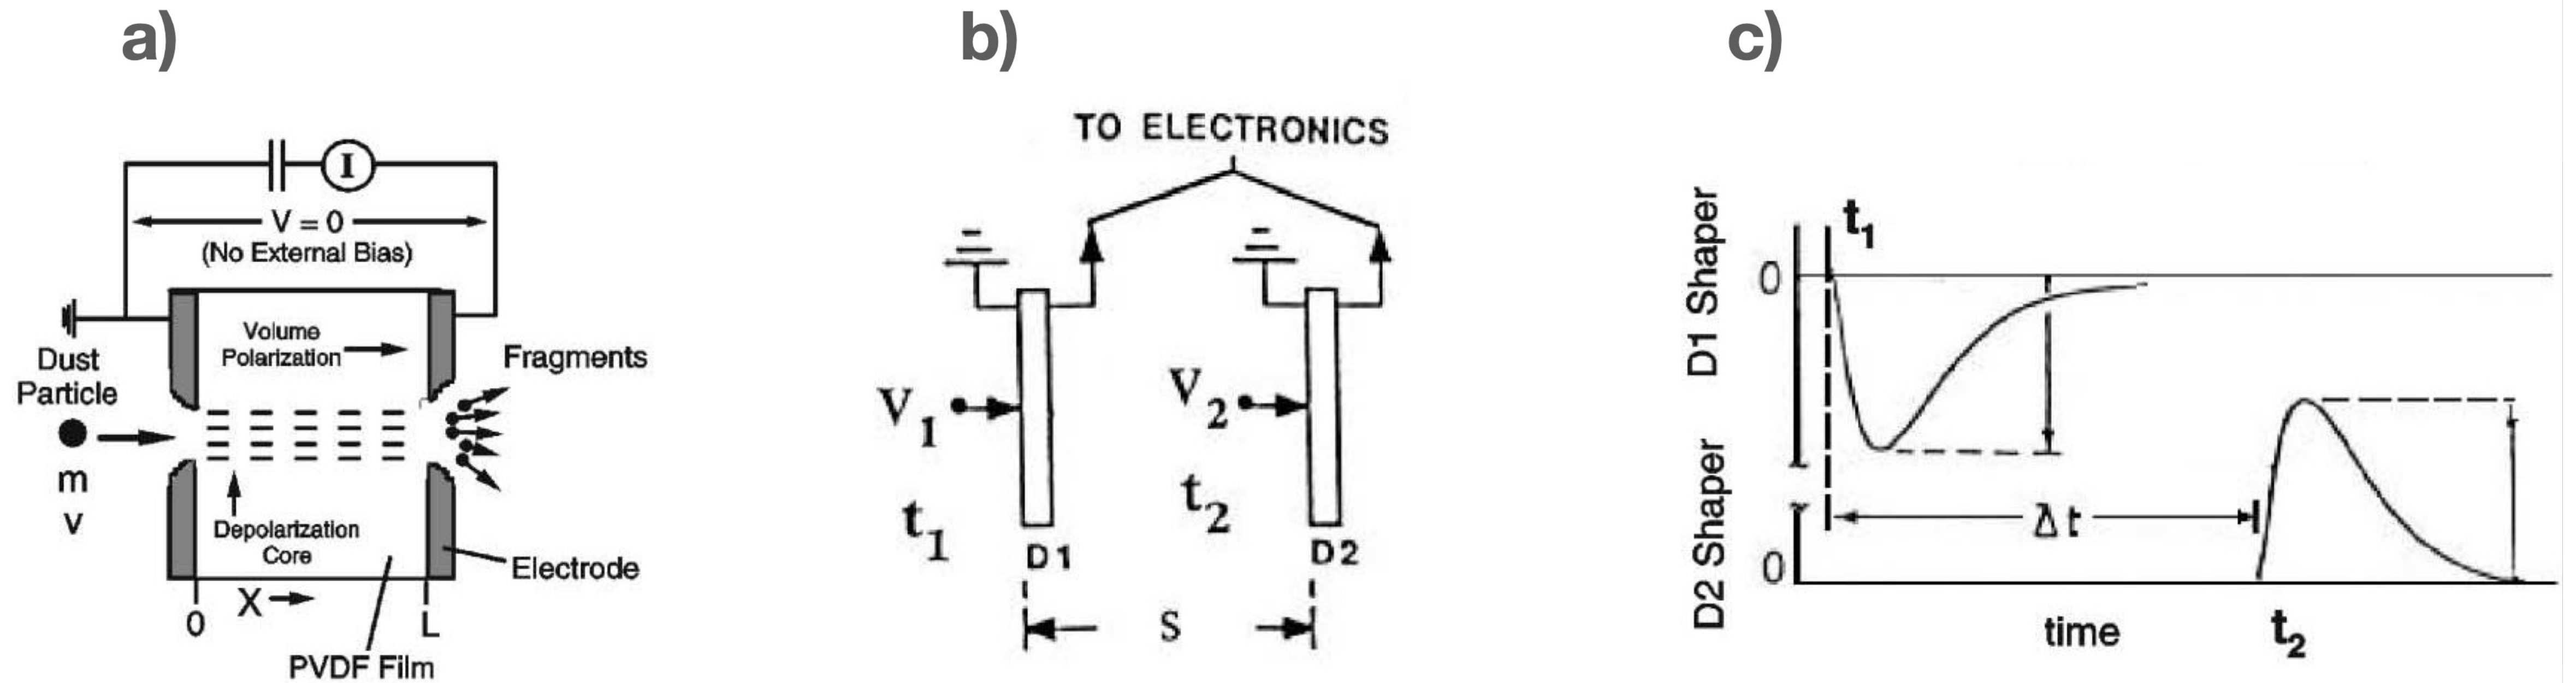 a)
I
V = 0
(No External Bias)
Volume
Polarization
Dust
Particle
m
v
Fragments
Depolarization
Core
Electrode
0
X
L
PVDF Film
b)
TO ELECTRONICS
V1
t1
V2
t2
D1
D2
S
c)
D1 Shaper
0
t1
Δt
D2 Shaper
0
time
t2